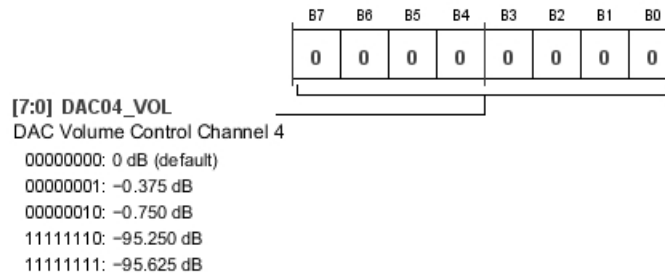 B7 B6 B5 B4 B3 B2 B1 B0
0 0 0 0 0 0 0 0
[7:0] DAC04_VOL
DAC Volume Control Channel 4
00000000: 0 dB (default)
00000001: −0.375 dB
00000010: −0.750 dB
11111110: −95.250 dB
11111111: −95.625 dB